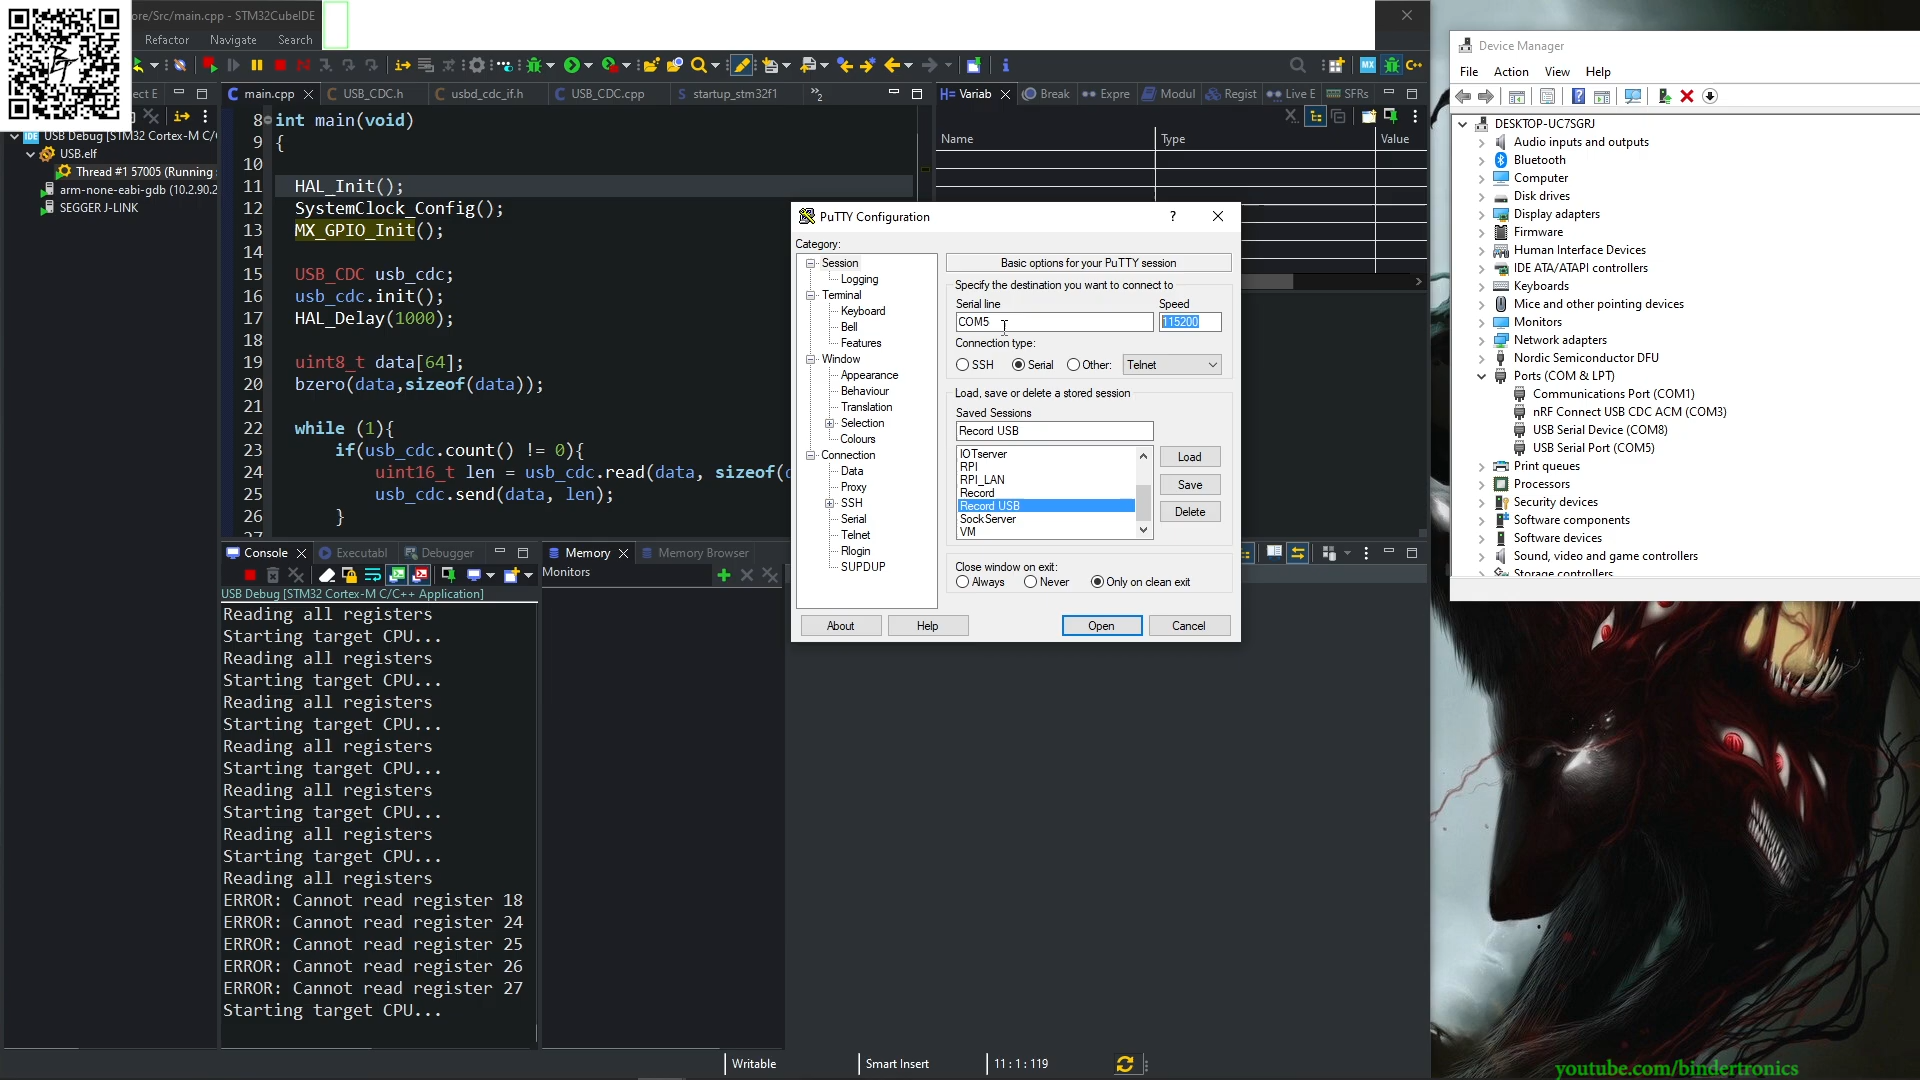 ore/Src/main.cpp - STM32CubeIDE
Refactor Navigate Search
ect E
main.cpp USB_CDC.h usbd_cdc_if.h USB_CDC.cpp startup_stm32f1 »2
USB Debug [STM32 Cortex-M C/
USB.elf
Thread #1 57005 (Running
arm-none-eabi-gdb (10.2.90.2
SEGGER J-LINK
8 int main(void)
9 {
10
11 HAL_Init();
12 SystemClock_Config();
13 MX_GPIO_Init();
14
15 USB_CDC usb_cdc;
16 usb_cdc.init();
17 HAL_Delay(1000);
18
19 uint8_t data[64];
20 bzero(data,sizeof(data));
21
22 while (1){
23 if(usb_cdc.count() != 0){
24 uint16_t len = usb_cdc.read(data, sizeof(d
25 usb_cdc.send(data, len);
26 }
27
Variab Break Expre Modul Regist Live E SFRs
Name Type Value
PuTTY Configuration ?
Category:
Session
Logging
Terminal
Keyboard
Bell
Features
Window
Appearance
Behaviour
Translation
Selection
Colours
Connection
Data
Proxy
SSH
Serial
Telnet
Rlogin
SUPDUP
Basic options for your PuTTY session
Specify the destination you want to connect to
Serial line Speed
COM5 115200
Connection type:
SSH Serial Other: Telnet
Load, save or delete a stored session
Saved Sessions
Record USB
IOTserver
RPI
RPI_LAN
Record
Record USB
SockServer
VM
Load
Save
Delete
Close window on exit:
Always Never Only on clean exit
About Help Open Cancel
Console Executabl Debugger
USB Debug [STM32 Cortex-M C/C++ Application]
Reading all registers
Starting target CPU...
Reading all registers
Starting target CPU...
Reading all registers
Starting target CPU...
Reading all registers
Starting target CPU...
Reading all registers
Starting target CPU...
Reading all registers
Starting target CPU...
Reading all registers
ERROR: Cannot read register 18
ERROR: Cannot read register 24
ERROR: Cannot read register 25
ERROR: Cannot read register 26
ERROR: Cannot read register 27
Starting target CPU...
Memory Memory Browser
Monitors
Writable Smart Insert 11 : 1 : 119
Device Manager
File Action View Help
DESKTOP-UC7SGRJ
Audio inputs and outputs
Bluetooth
Computer
Disk drives
Display adapters
Firmware
Human Interface Devices
IDE ATA/ATAPI controllers
Keyboards
Mice and other pointing devices
Monitors
Network adapters
Nordic Semiconductor DFU
Ports (COM & LPT)
Communications Port (COM1)
nRF Connect USB CDC ACM (COM3)
USB Serial Device (COM8)
USB Serial Port (COM5)
Print queues
Processors
Security devices
Software components
Software devices
Sound, video and game controllers
Storage controllers
youtube.com/bindertronics